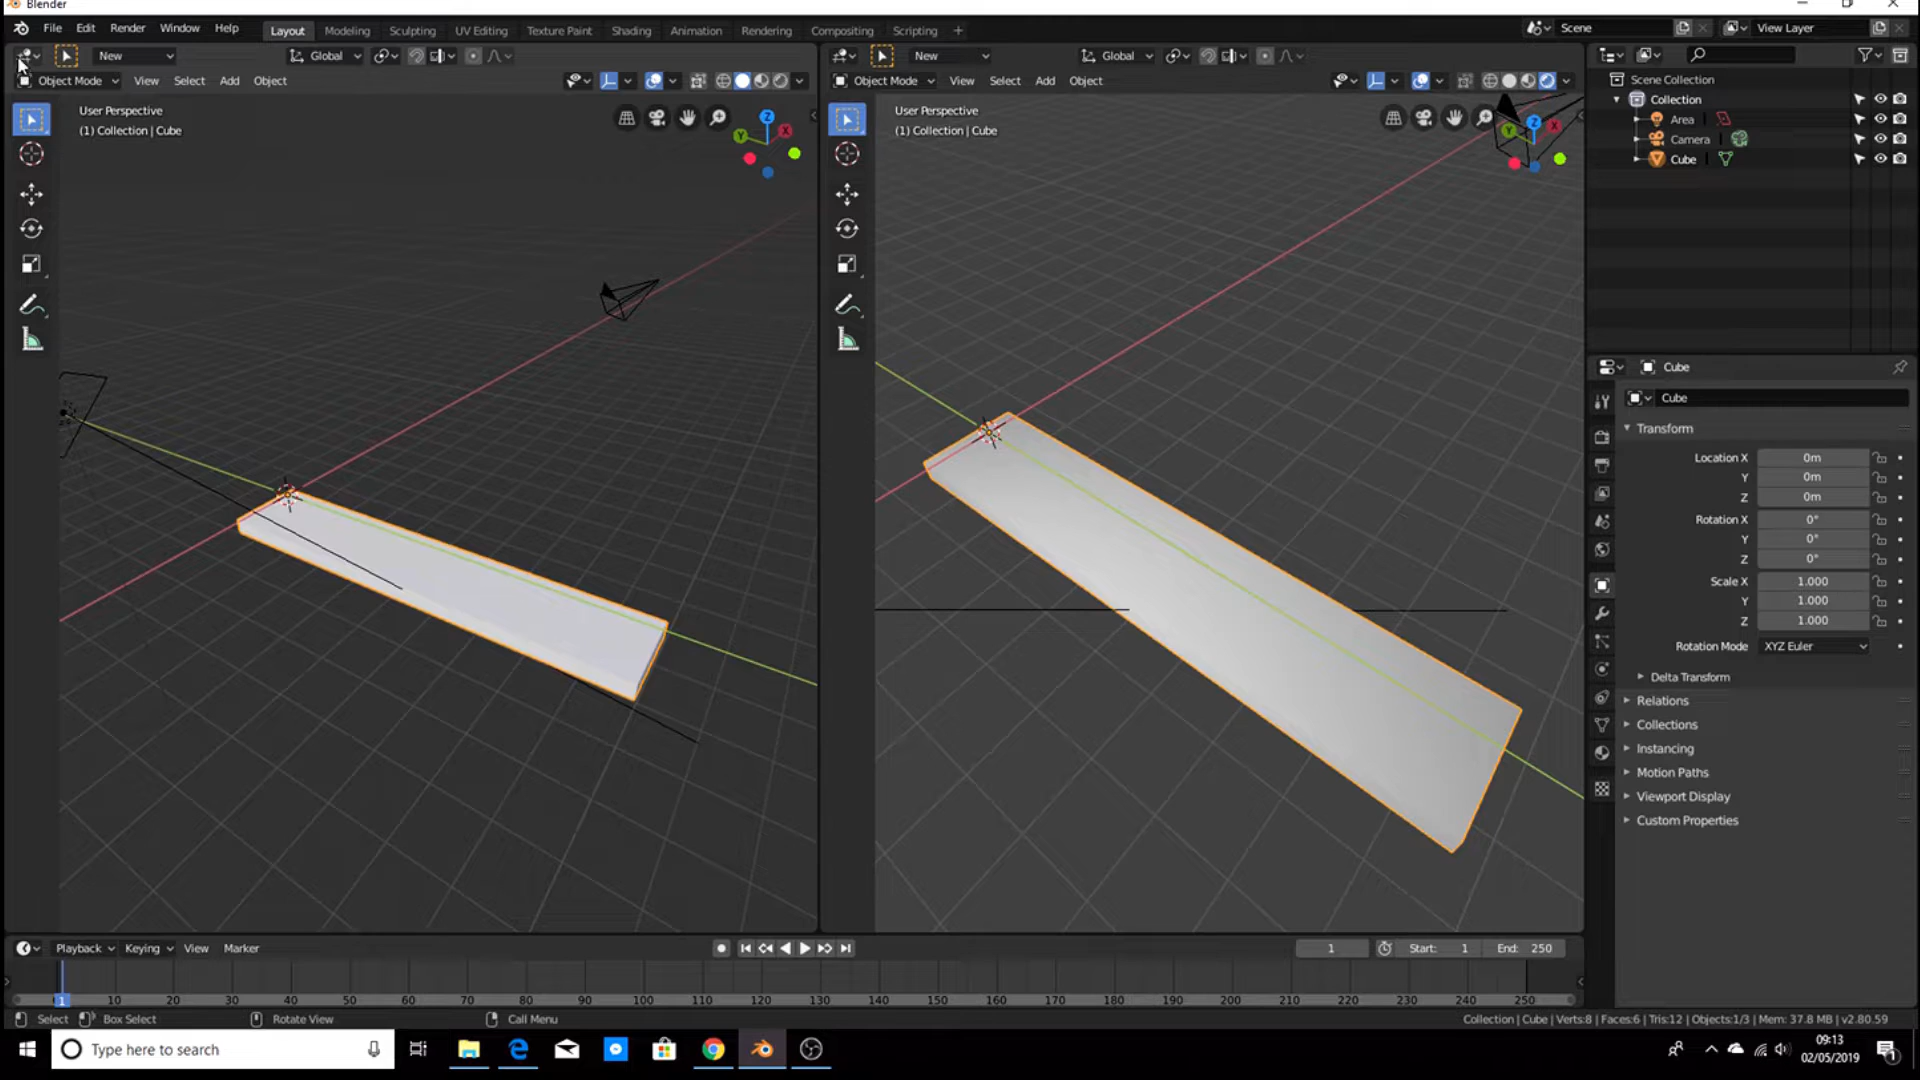 Blender
File Edit Render Window Help Layout Modeling Sculpting UV Editing Texture Paint Shading Animation Rendering Compositing Scripting + Scene View Layer
New Global New Global
Object Mode View Select Add Object Object Mode View Select Add Object
User Perspective
(1) Collection | Cube
User Perspective
(1) Collection | Cube
Z
Y
X
Z
Y
X
Scene Collection
Collection
Area
Camera
Cube
Cube
Cube
Transform
Location X 0m
Y 0m
Z 0m
Rotation X 0°
Y 0°
Z 0°
Scale X 1.000
Y 1.000
Z 1.000
Rotation Mode XYZ Euler
Delta Transform
Relations
Collections
Instancing
Motion Paths
Viewport Display
Custom Properties
Playback Keying View Marker 1 Start: 1 End: 250
1 10 20 30 40 50 60 70 80 90 100 110 120 130 140 150 160 170 180 190 200 210 220 230 240 250
Select Box Select Rotate View Call Menu Collection | Cube | Verts:8 | Faces:6 | Tris:12 | Objects:1/3 | Mem: 37.8 MB | v2.80.59
Type here to search
09:13
02/05/2019
1